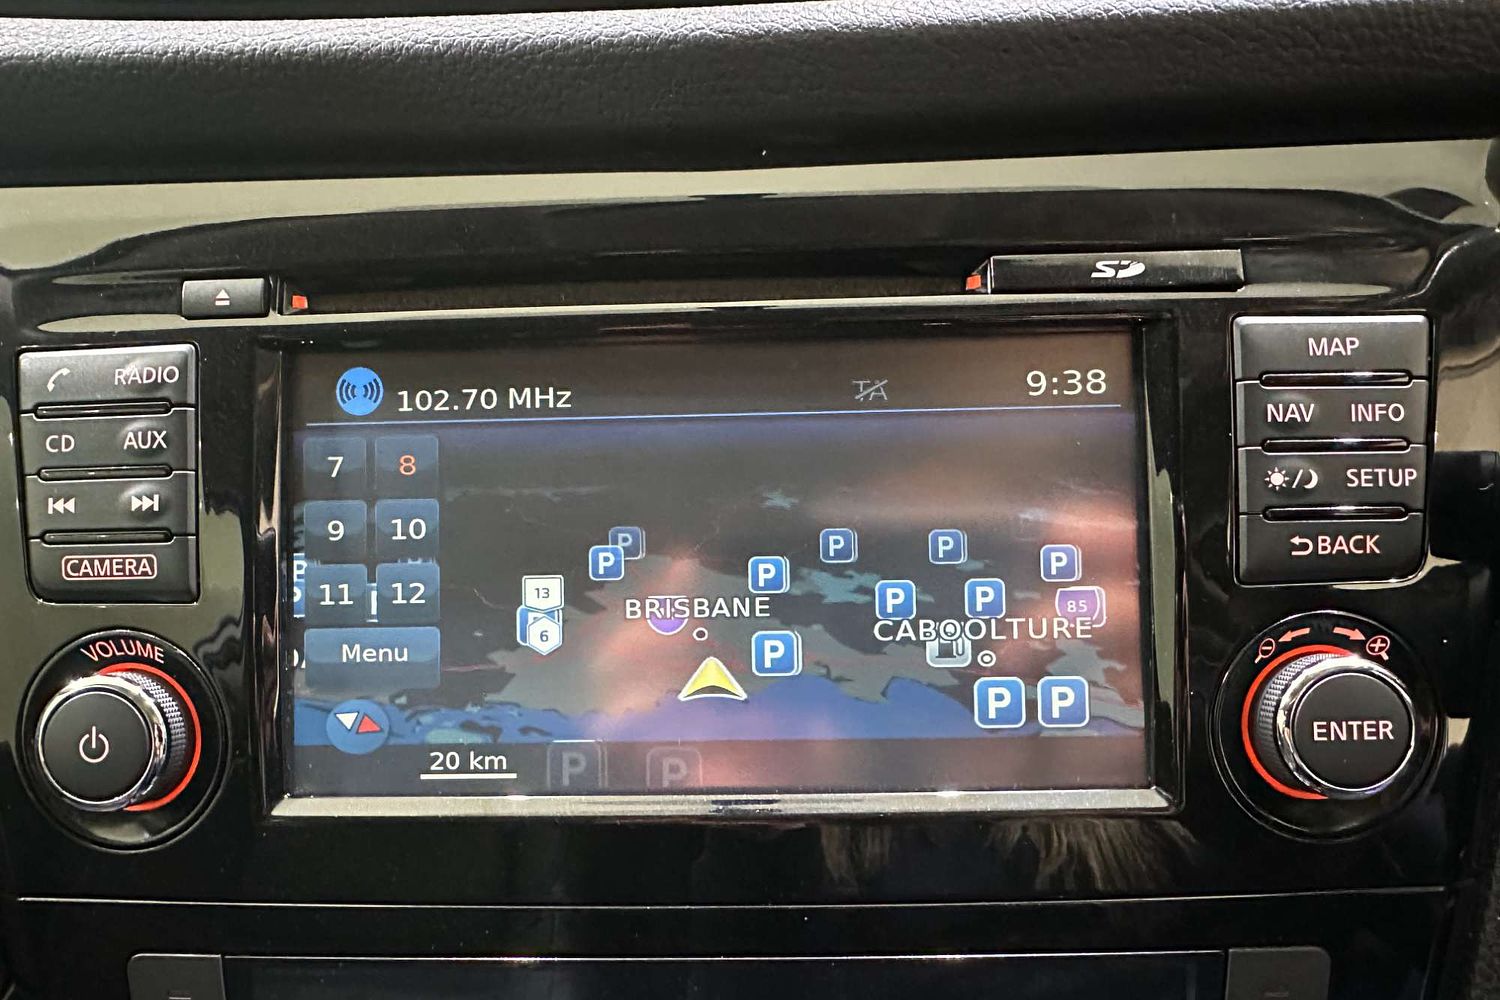 SD
MAP
NAV INFO
SETUP
BACK
ENTER
RADIO
CD AUX
CAMERA
VOLUME
102.70 MHz
TA
9:38
7 8
9 10
11 12
Menu
20 km
P
P
P
P
P
P
13
6
BRISBANE
P
P
85
CABOOLTURE
P
P
P
P
P
P